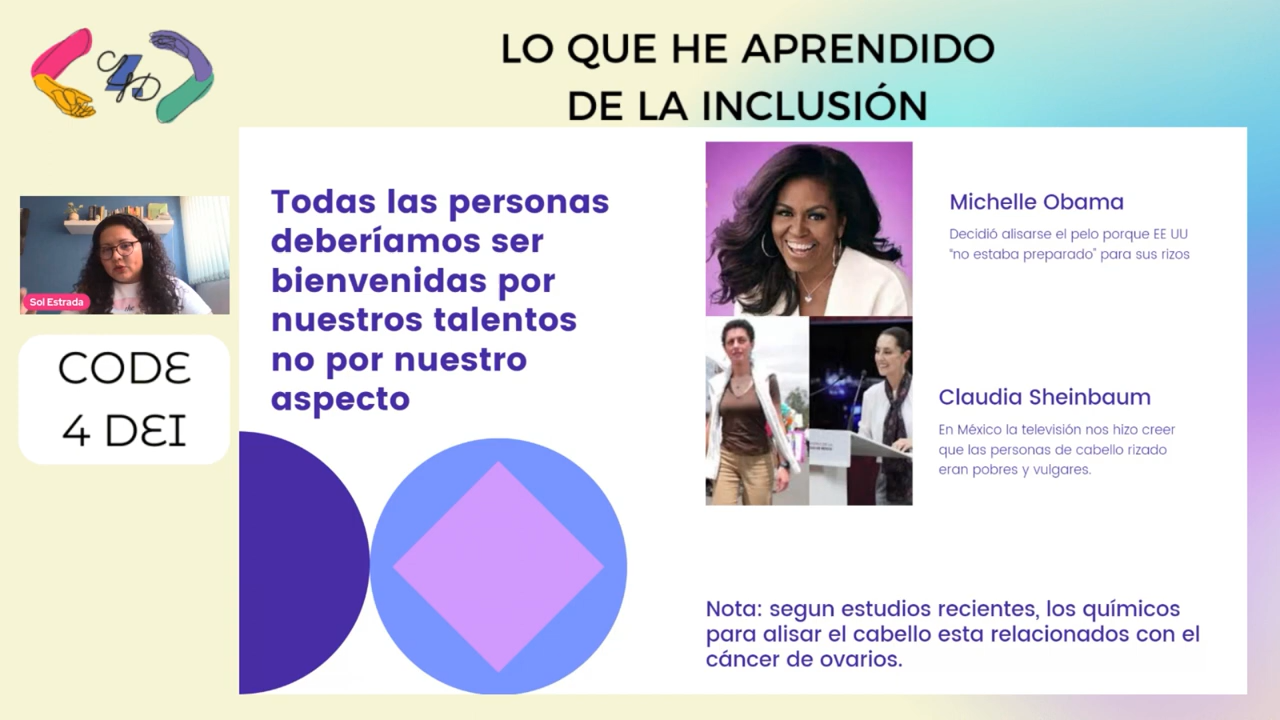 LO QUE HE APRENDIDO
DE LA INCLUSIÓN
Sol Estrada
CODE
4 DEI
Todas las personas
deberíamos ser
bienvenidas por
nuestros talentos
no por nuestro
aspecto
Michelle Obama
Decidió alisarse el pelo porque EE UU
"no estaba preparado" para sus rizos
Claudia Sheinbaum
En México la televisión nos hizo creer
que las personas de cabello rizado
eran pobres y vulgares.
Nota: segun estudios recientes, los químicos
para alisar el cabello esta relacionados con el
cáncer de ovarios.